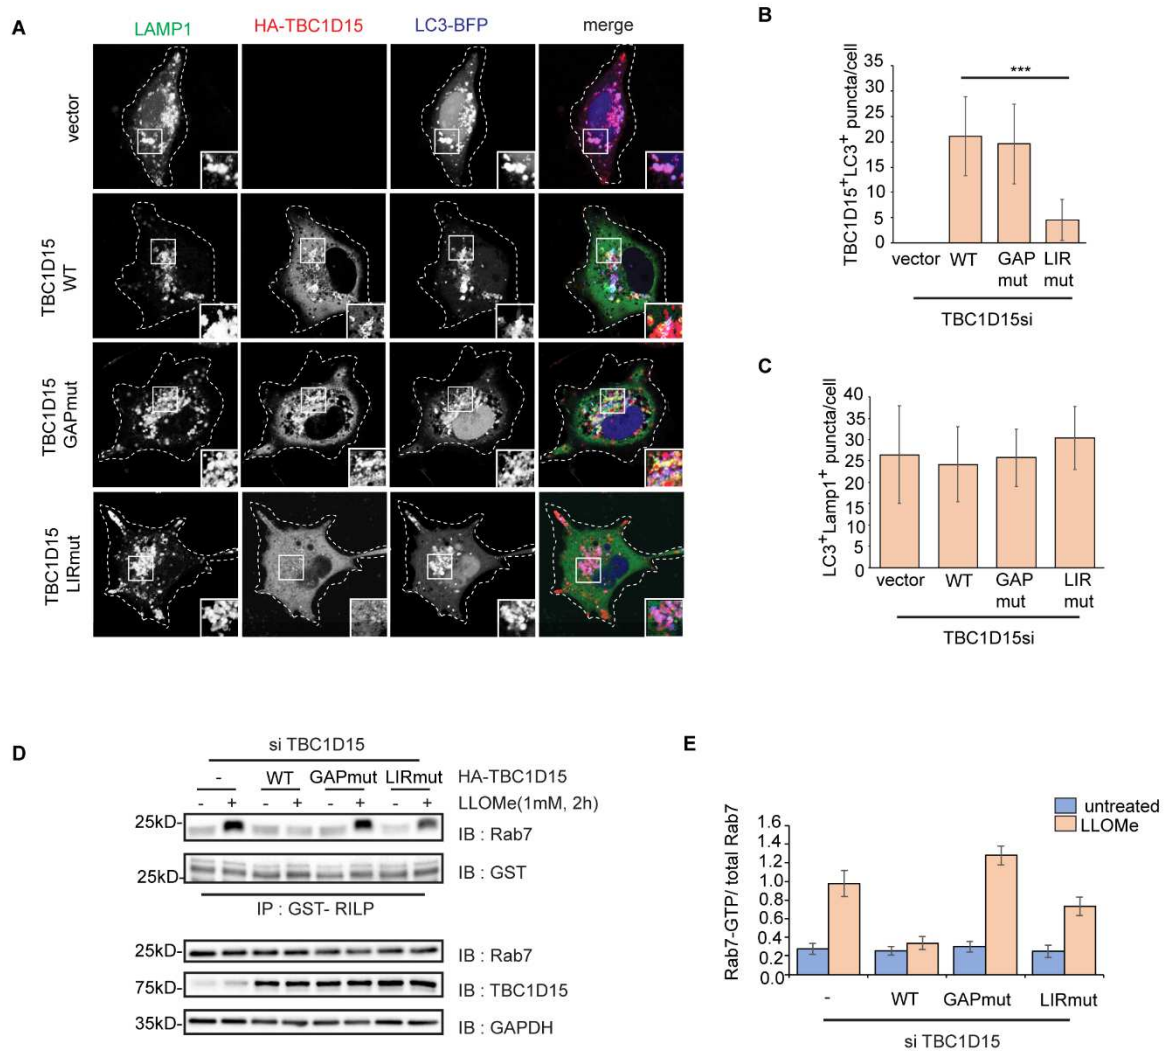 A
LAMP1 HA-TBC1D15 LC3-BFP merge
vector
TBC1D15
WT
TBC1D15
GAPmut
TBC1D15
LIRmut
B
TBC1D15+LC3+ puncta/cell
35
30
25
20
15
10
5
0
***
vector WT GAP LIR
mut mut
TBC1D15si
C
LC3+Lamp1+ puncta/cell
40
35
30
25
20
15
10
5
0
vector WT GAP LIR
mut mut
TBC1D15si
D
si TBC1D15
- WT GAPmut LIRmut HA-TBC1D15
- + - + - + - + LLOMe(1mM, 2h)
25kD- IB : Rab7
25kD- IB : GST
IP : GST- RILP
25kD- IB : Rab7
75kD- IB : TBC1D15
35kD- IB : GAPDH
E
untreated
LLOMe
Rab7-GTP/ total Rab7
1.6
1.4
1.2
1.0
0.8
0.6
0.4
0.2
0.0
- WT GAPmut LIRmut
si TBC1D15